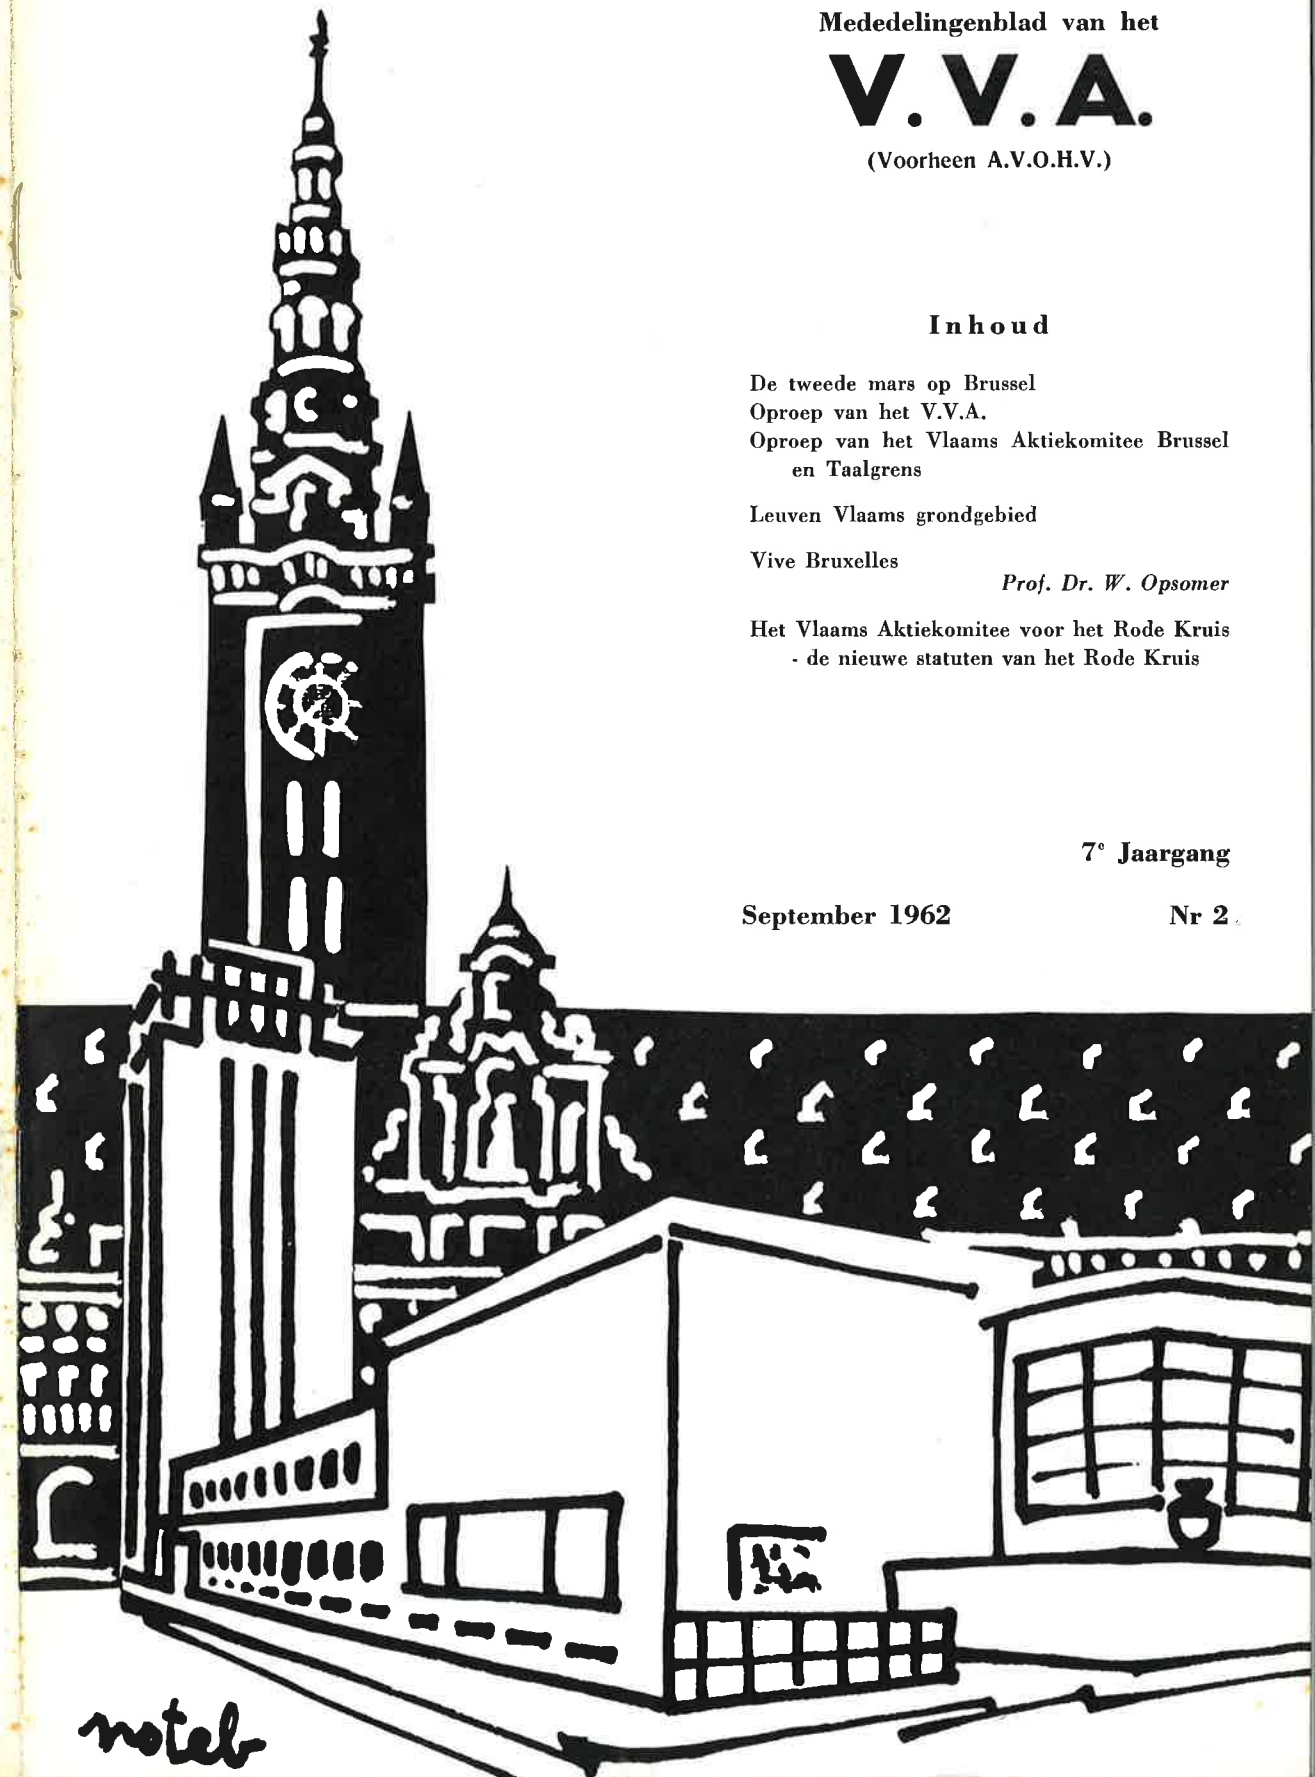 Mededelingenblad van het
V. V. A.
(Voorheen A.V.O.H.V.)
Inhoud
De tweede mars op Brussel
Oproep van het V.V.A.
Oproep van het Vlaams Aktiekomitee Brussel
en Taalgrens
Leuven Vlaams grondgebied
Vive Bruxelles
Prof. Dr. W. Opsomer
Het Vlaams Aktiekomitee voor het Rode Kruis
- de nieuwe statuten van het Rode Kruis
7e Jaargang
September 1962 Nr 2
noteb